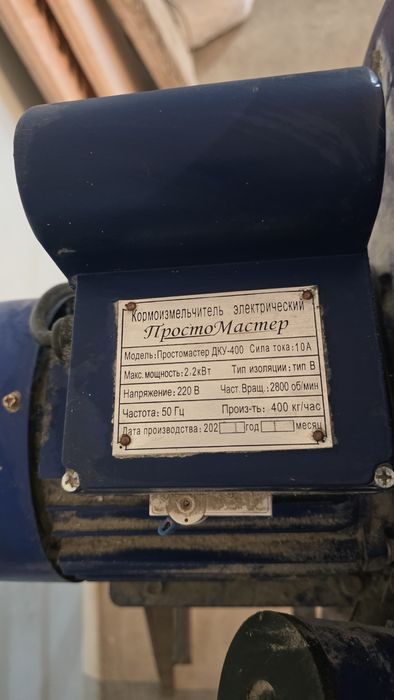 Кормоизмельчитель электрический
ПростоМастер
Модель: Простомастер ДКУ-400 Сила тока: 10А
Макс. мощность: 2.2кВт Тип изоляции: тип В
Напряжение: 220 В Част. Вращ.: 2800 об/мин
Частота: 50 Гц Произ-ть: 400 кг/час
Дата производства: 202 год месяц